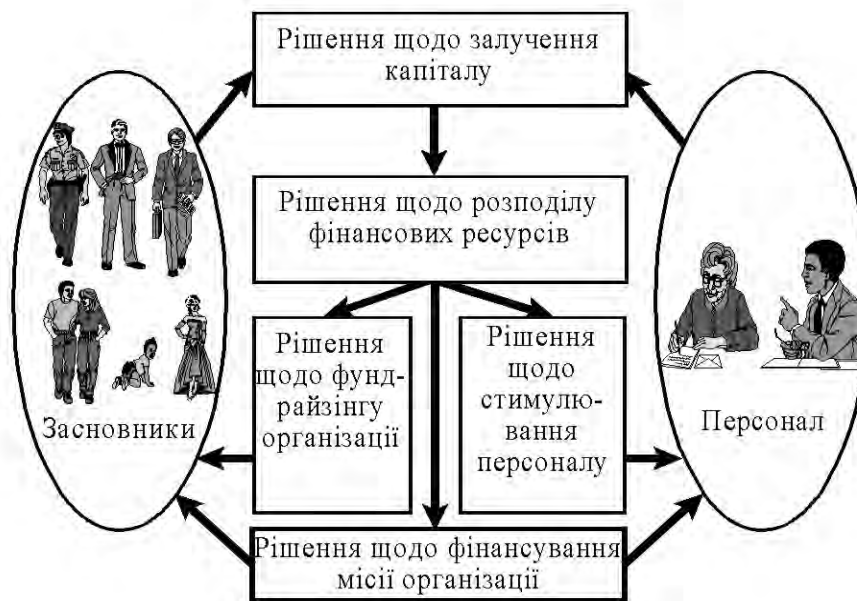 Рішення щодо залучення
капіталу
Рішення щодо розподілу
фінансових ресурсів
Рішення
щодо фунд-
райзінгу
організації
Рішення
щодо
стимулю-
вання
персоналу
Засновники
Персонал
Рішення щодо фінансування
місії організації